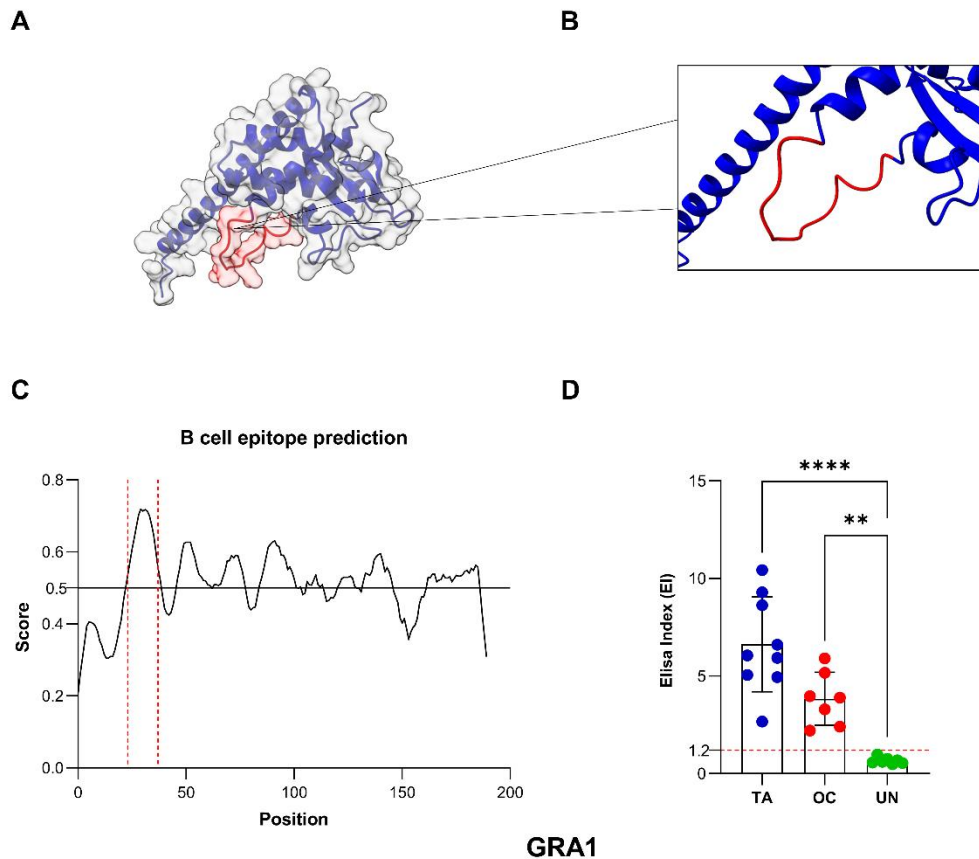 A
B
C
B cell epitope prediction
Score
0.8
0.6
0.5
0.4
0.2
0.0
0
50
100
150
200
Position
D
****
**
Elisa Index (EI)
15
10
5
1.2
0
TA
OC
UN
GRA1